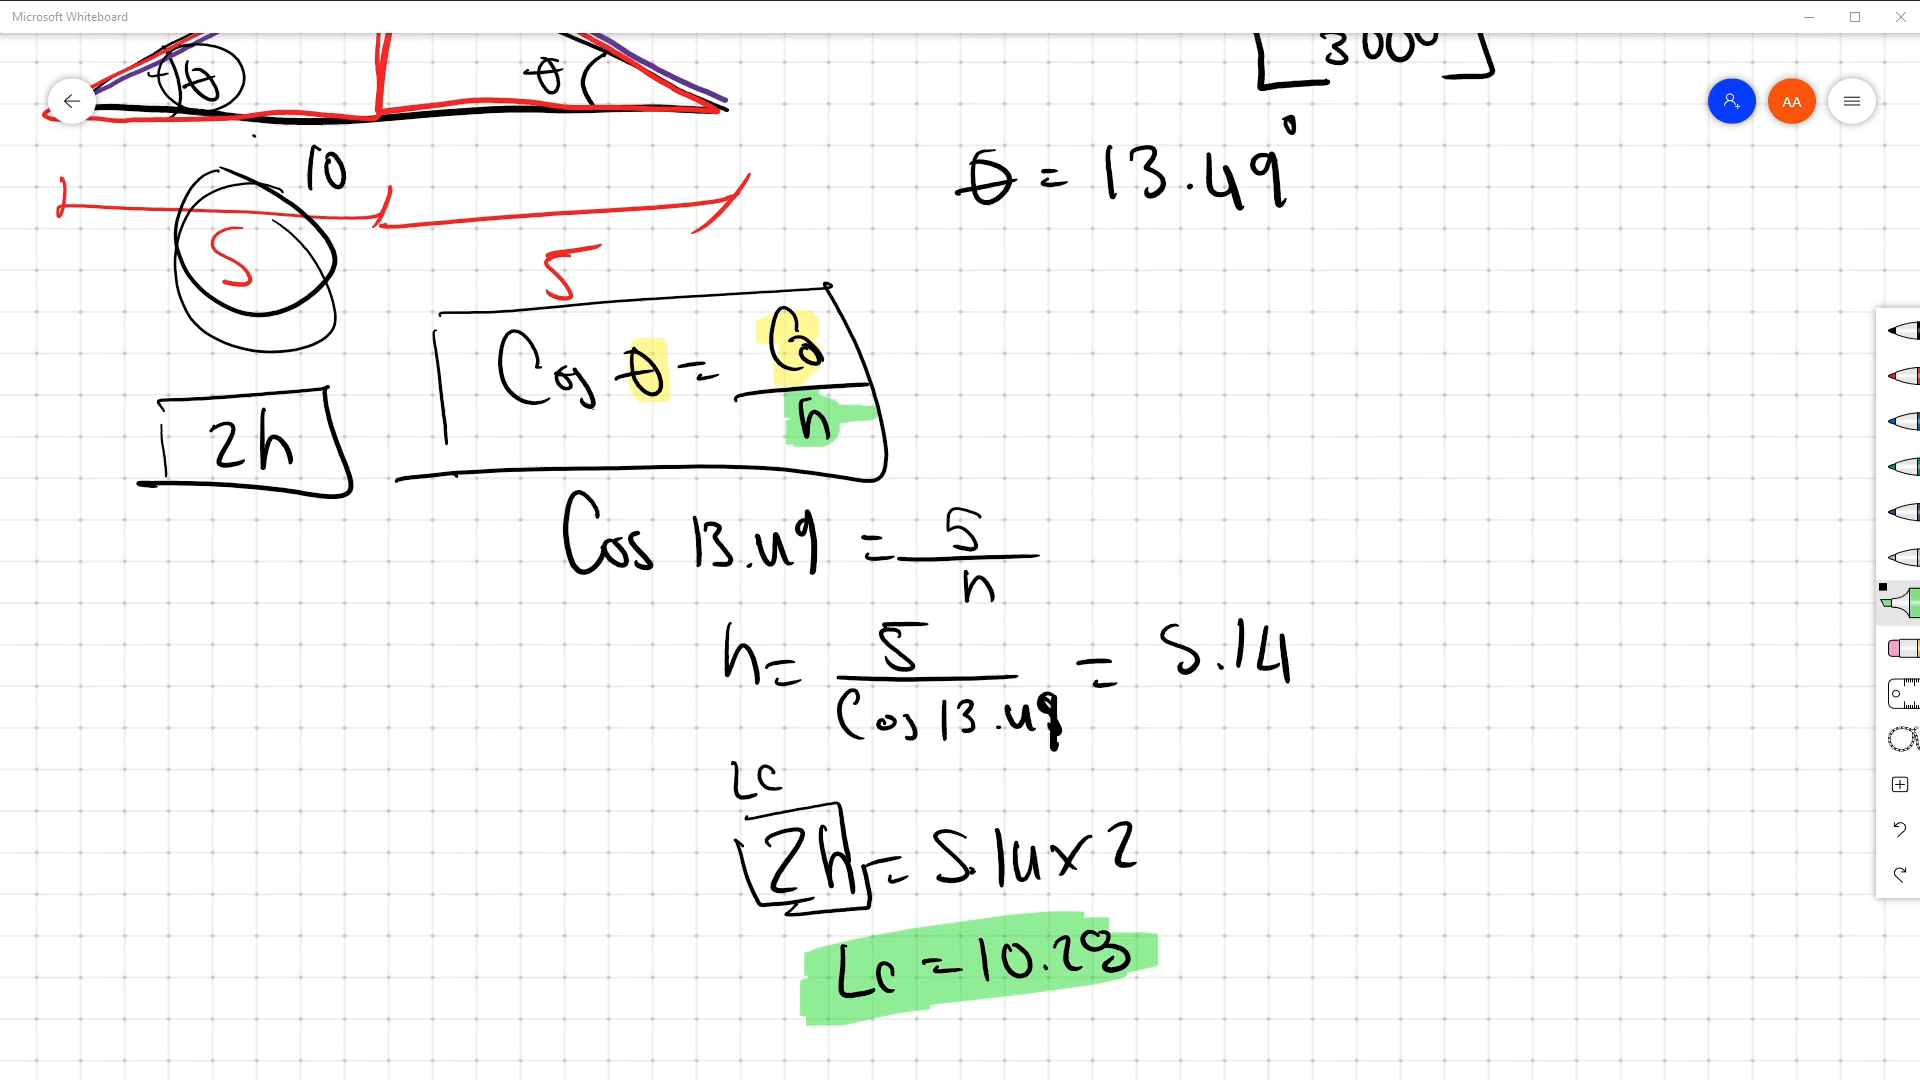 Microsoft Whiteboard
3000
θ θ
AA
10
θ = 13.49°
5
5
Cos θ = Ca / h
2h
Cos 13.49 = 5 / h
h = 5 / Cos 13.49 = 5.14
Lc
2h = 5.14 x 2
Lc = 10.28